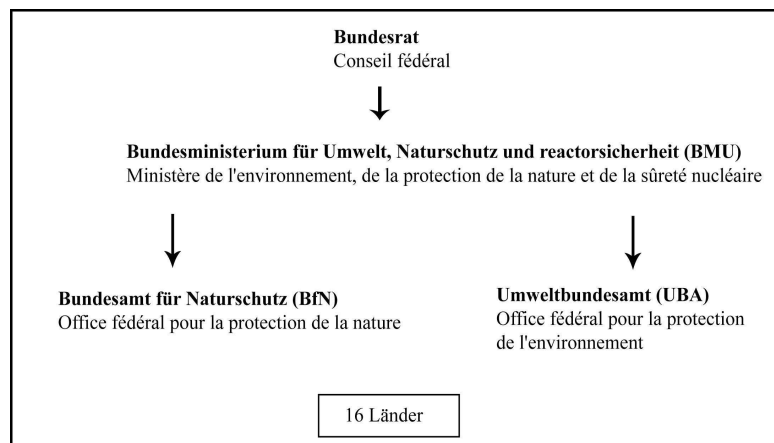 Bundesrat
Conseil fédéral
Bundesministerium für Umwelt, Naturschutz und reactorsicherheit (BMU)
Ministère de l'environnement, de la protection de la nature et de la sûreté nucléaire
Bundesamt für Naturschutz (BfN)
Office fédéral pour la protection de la nature
Umweltbundesamt (UBA)
Office fédéral pour la protection
de l'environnement
16 Länder